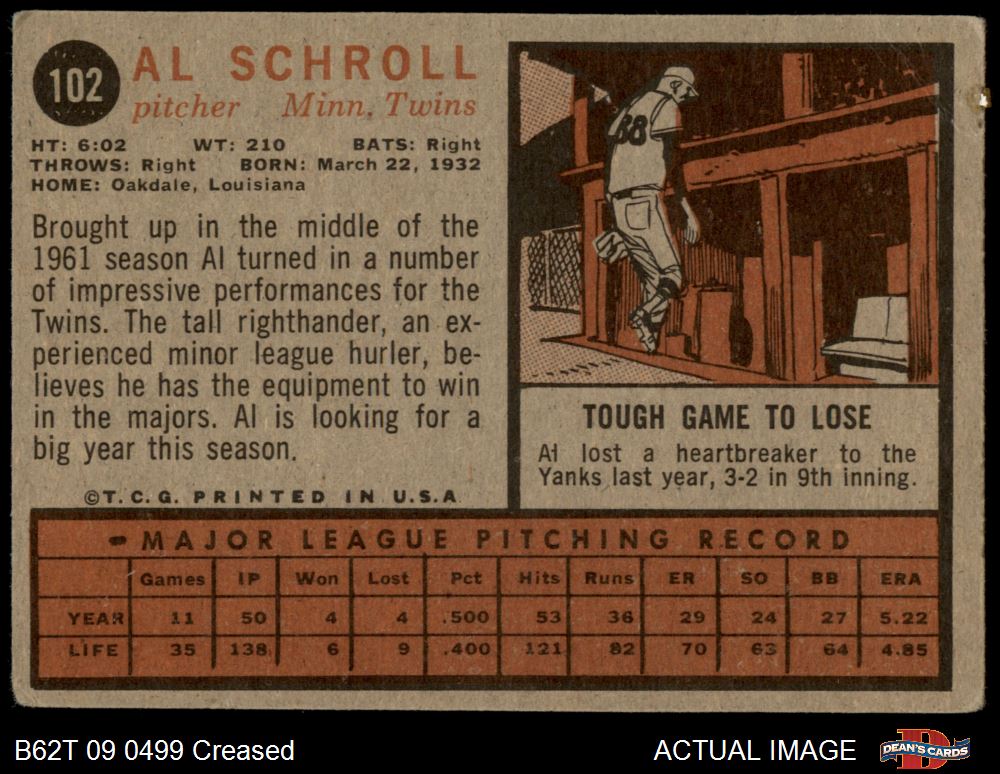 102
AL SCHROLL
pitcher Minn. Twins
HT: 6:02 WT: 210 BATS: Right
THROWS: Right BORN: March 22, 1932
HOME: Oakdale, Louisiana
Brought up in the middle of the
1961 season Al turned in a number
of impressive performances for the
Twins. The tall righthander, an ex-
perienced minor league hurler, be-
lieves he has the equipment to win
in the majors. Al is looking for a
big year this season.
©T.C.G. PRINTED IN U.S.A
38
TOUGH GAME TO LOSE
Al lost a heartbreaker to the
Yanks last year, 3-2 in 9th inning.
MAJOR LEAGUE PITCHING RECORD
Games IP Won Lost Pct Hits Runs ER SO BB ERA
YEAR 11 50 4 4 .500 53 36 29 24 27 5.22
LIFE 35 138 6 9 .400 121 82 70 63 64 4.85
B62T 09 0499 Creased
ACTUAL IMAGE
DEAN'S CARDS